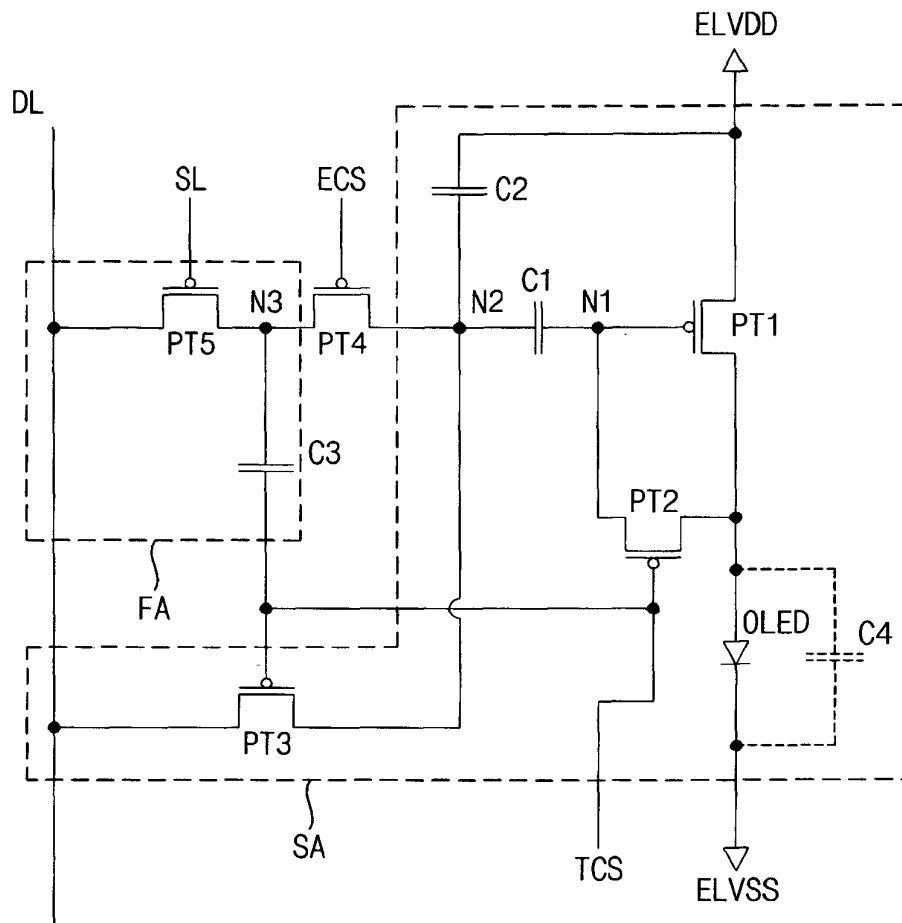 ELVDD
DL
SL
ECS
C2
C1
N3
N2
N1
PT5
PT4
PT1
C3
PT2
FA
OLED
C4
PT3
SA
TCS
ELVSS